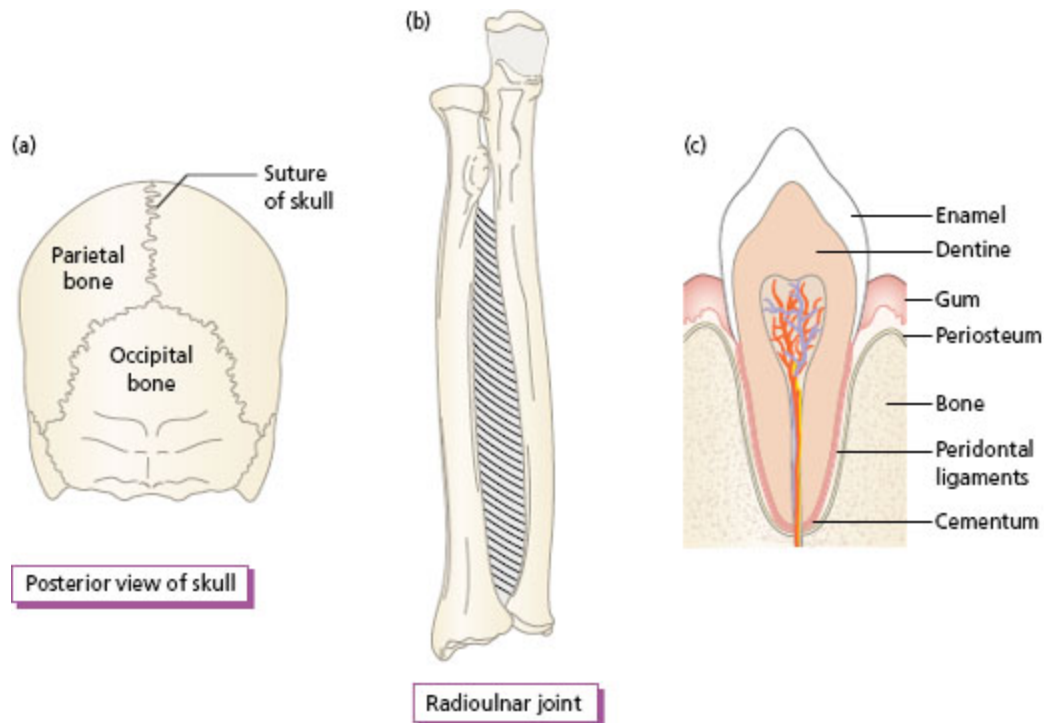 (a)
Suture
of skull
Parietal
bone
Occipital
bone
Posterior view of skull
(b)
Radioulnar joint
(c)
Enamel
Dentine
Gum
Periosteum
Bone
Peridontal
ligaments
Cementum